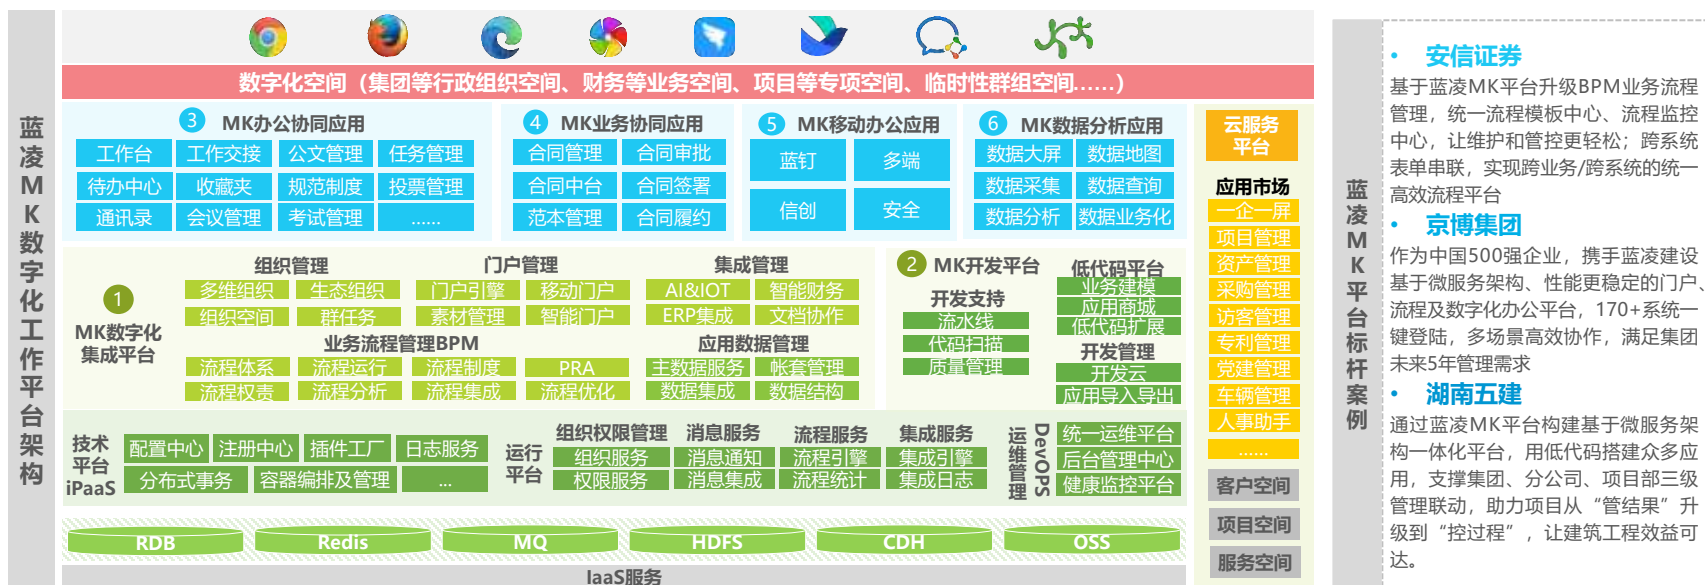 蓝凌MK数字化工作平台架构
数字化空间（集团等行政组织空间、财务等业务空间、项目等专项空间、临时性群组空间……）
3 MK办公协同应用
工作台 工作交接 公文管理 任务管理
待办中心 收藏夹 规范制度 投票管理
通讯录 会议管理 考试管理 ……
4 MK业务协同应用
合同管理 合同审批
合同中台 合同签署
范本管理 合同履约
5 MK移动办公应用
蓝钉 多端
信创 安全
6 MK数据分析应用
数据大屏 数据地图
数据采集 数据查询
数据分析 数据业务化
1
MK数字化
集成平台
组织管理
多维组织 生态组织
组织空间 群任务
门户管理
门户引擎 移动门户
素材管理 智能门户
集成管理
AI&IOT 智能财务
ERP集成 文档协作
业务流程管理BPM
流程体系 流程运行 流程制度 PRA
流程权责 流程分析 流程集成 流程优化
应用数据管理
主数据服务 帐套管理
数据集成 数据结构
2 MK开发平台
开发支持
流水线
代码扫描
质量管理
低代码平台
业务建模
应用商城
低代码扩展
开发管理
开发云
应用导入导出
技术
平台
iPaaS
配置中心 注册中心 插件工厂 日志服务
分布式事务 容器编排及管理 ...
运行
平台
组织权限管理 消息服务 流程服务 集成服务
组织服务 消息通知 流程引擎 集成引擎
权限服务 消息集成 流程统计 集成日志
运维管理
DevOPS
统一运维平台
后台管理中心
健康监控平台
RDB Redis MQ HDFS CDH OSS
IaaS服务
云服务
平台
应用市场
一企一屏
项目管理
资产管理
采购管理
访客管理
专利管理
党建管理
车辆管理
人事助手
……
客户空间
项目空间
服务空间
蓝凌MK平台标杆案例
• 安信证券
基于蓝凌MK平台升级BPM业务流程
管理，统一流程模板中心、流程监控
中心，让维护和管控更轻松；跨系统
表单串联，实现跨业务/跨系统的统一
高效流程平台
• 京博集团
作为中国500强企业，携手蓝凌建设
基于微服务架构、性能更稳定的门户、
流程及数字化办公平台，170+系统一
键登陆，多场景高效协作，满足集团
未来5年管理需求
• 湖南五建
通过蓝凌MK平台构建基于微服务架
构一体化平台，用低代码搭建众多应
用，支撑集团、分公司、项目部三级
管理联动，助力项目从“管结果”升
级到“控过程”，让建筑工程效益可
达。